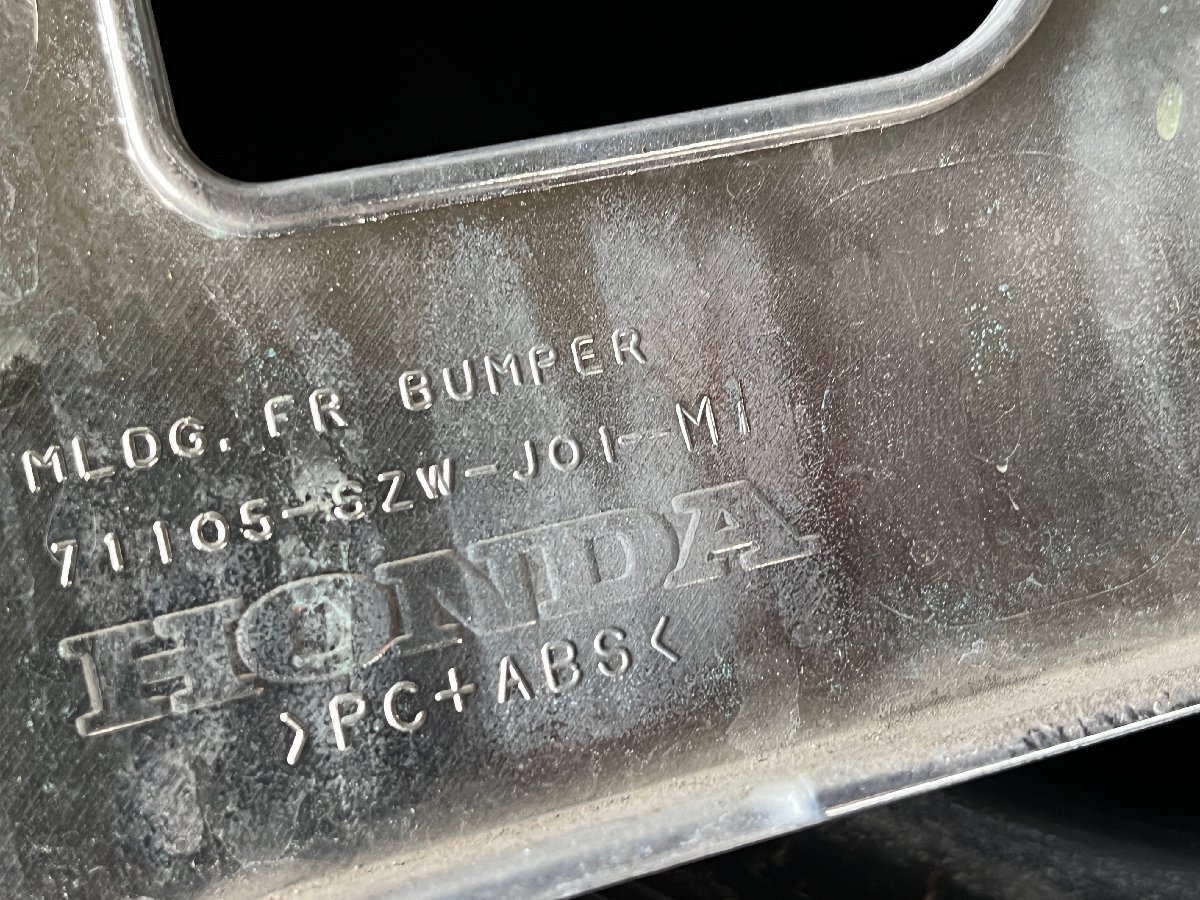 MLDG. FR BUMPER
71105-SZW-J01-M1
HONDA
>PC+ABS<